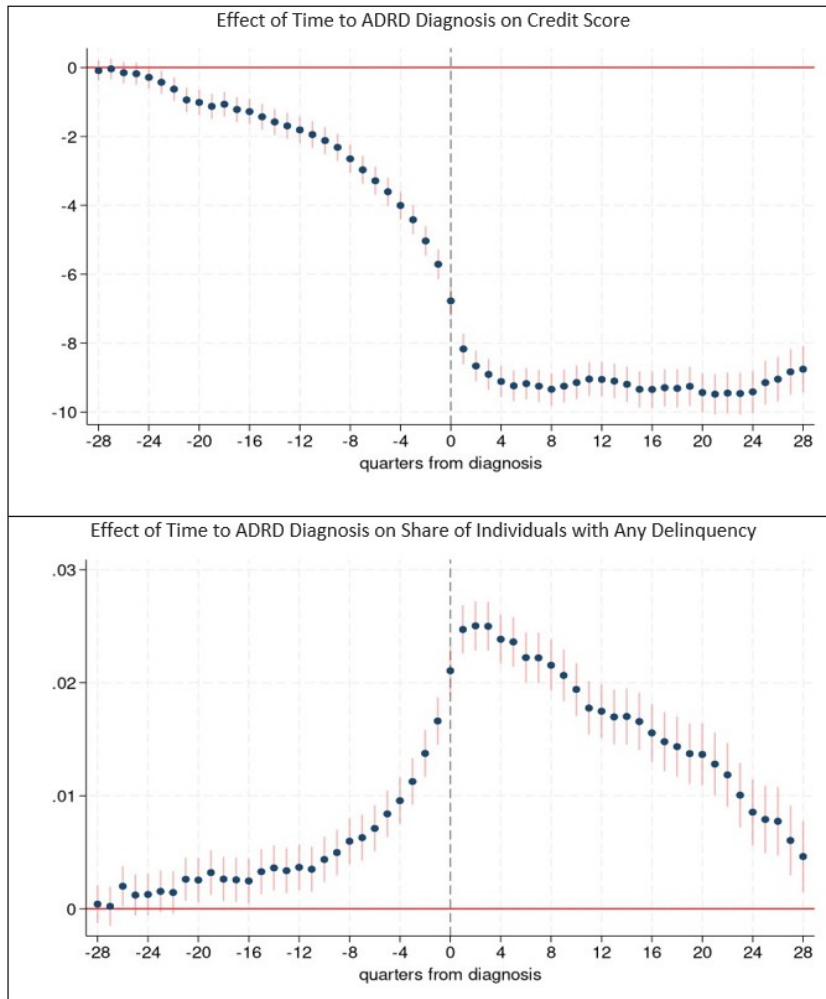 Effect of Time to ADRD Diagnosis on Credit Score
0
-2
-4
-6
-8
-10
-28 -24 -20 -16 -12 -8 -4 0 4 8 12 16 20 24 28
quarters from diagnosis
Effect of Time to ADRD Diagnosis on Share of Individuals with Any Delinquency
.03
.02
.01
0
-28 -24 -20 -16 -12 -8 -4 0 4 8 12 16 20 24 28
quarters from diagnosis